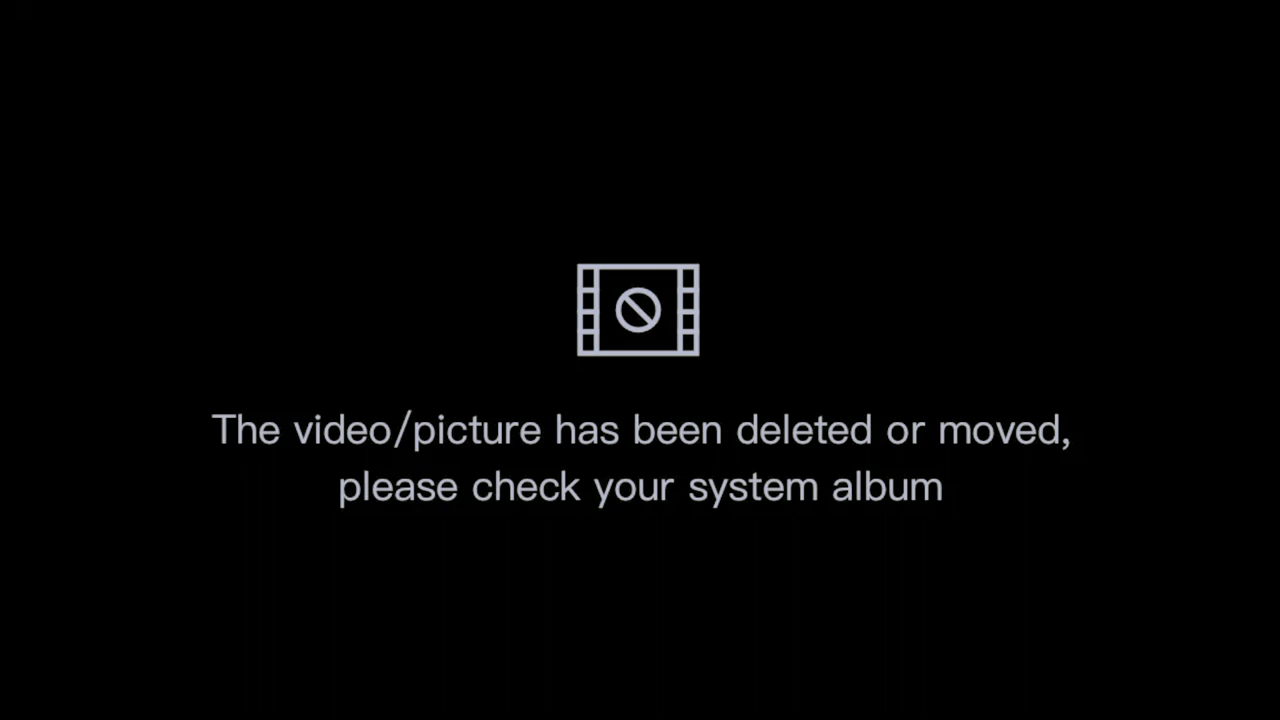 The video/picture has been deleted or moved,
please check your system album